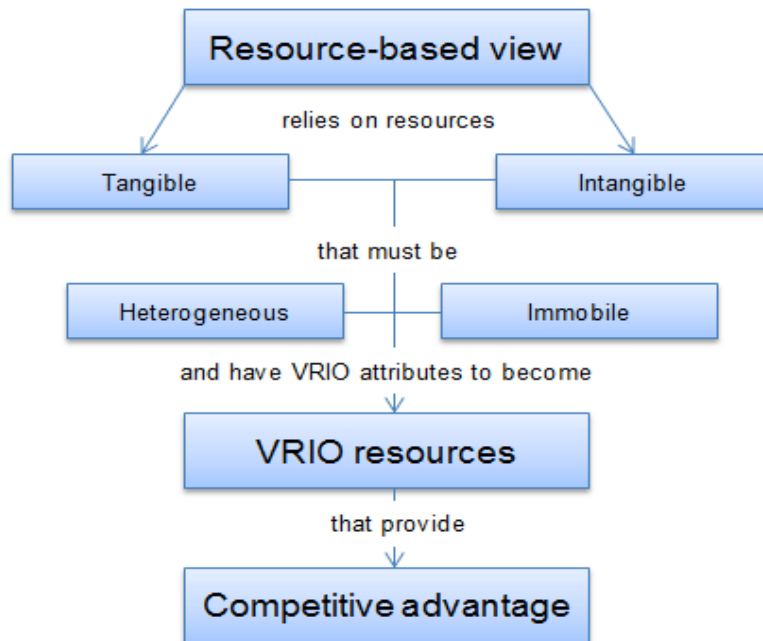 Resource-based view
relies on resources
Tangible
Intangible
that must be
Heterogeneous
Immobile
and have VRIO attributes to become
VRIO resources
that provide
Competitive advantage